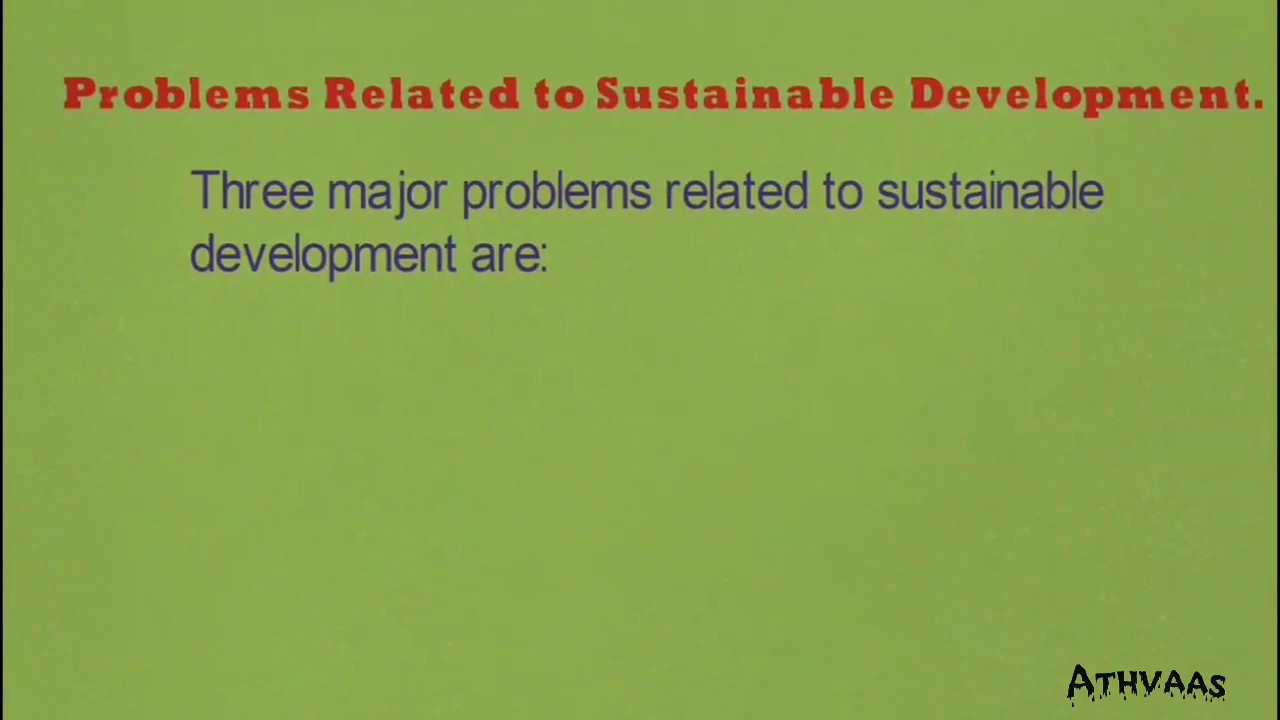 Problems Related to Sustainable Development.
Three major problems related to sustainable
development are:
ATHVAAS